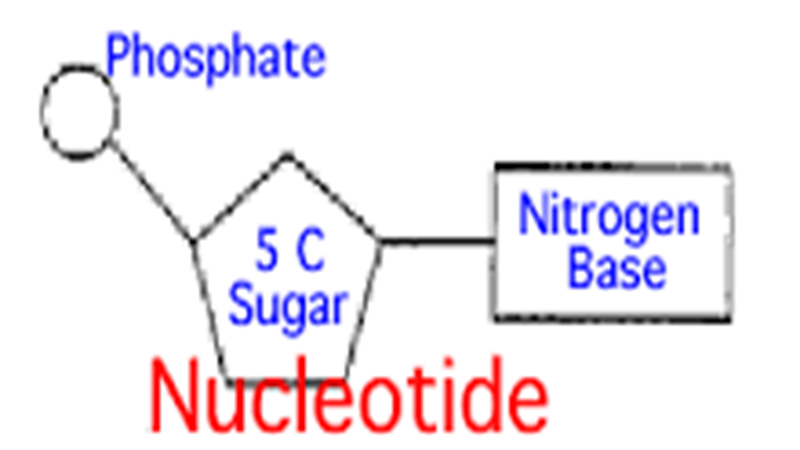 Phosphate
5 C
Sugar
Nitrogen
Base
Nucleotide